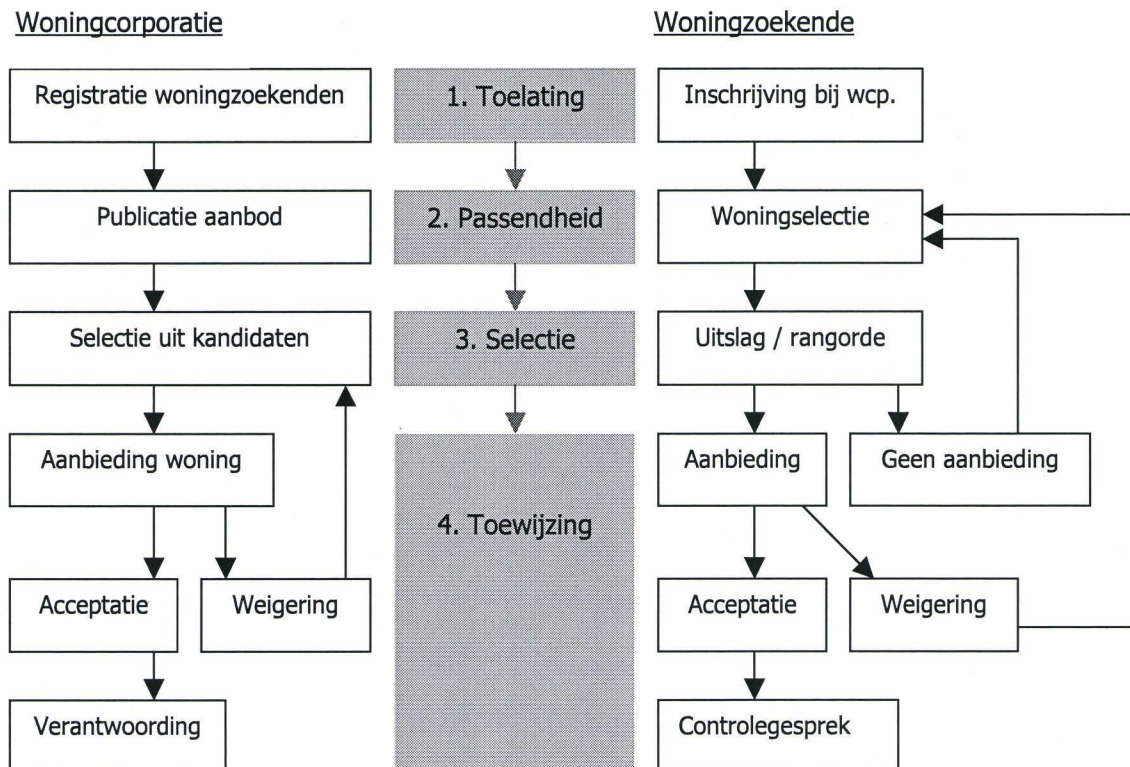 Woningcorporatie
Woningzoekende
Registratie woningzoekenden
1. Toelating
Inschrijving bij wcp.
Publicatie aanbod
2. Passendheid
Woningselectie
Selectie uit kandidaten
3. Selectie
Uitslag / rangorde
Aanbieding woning
Aanbieding
Geen aanbieding
4. Toewijzing
Acceptatie
Weigering
Acceptatie
Weigering
Verantwoording
Controlegesprek